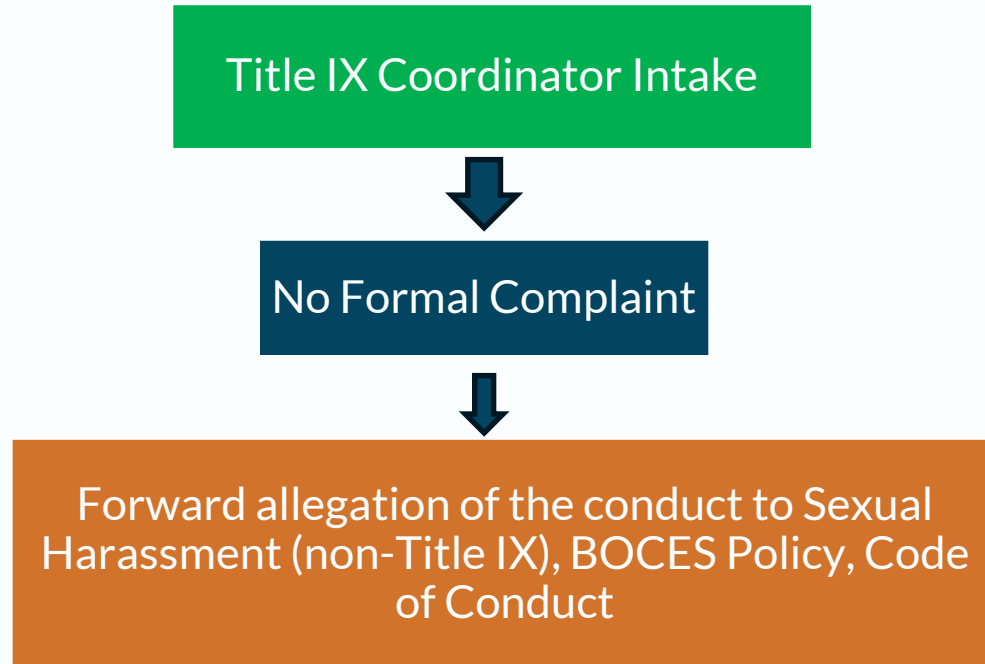 Title IX Coordinator Intake
No Formal Complaint
Forward allegation of the conduct to Sexual
Harassment (non-Title IX), BOCES Policy, Code
of Conduct